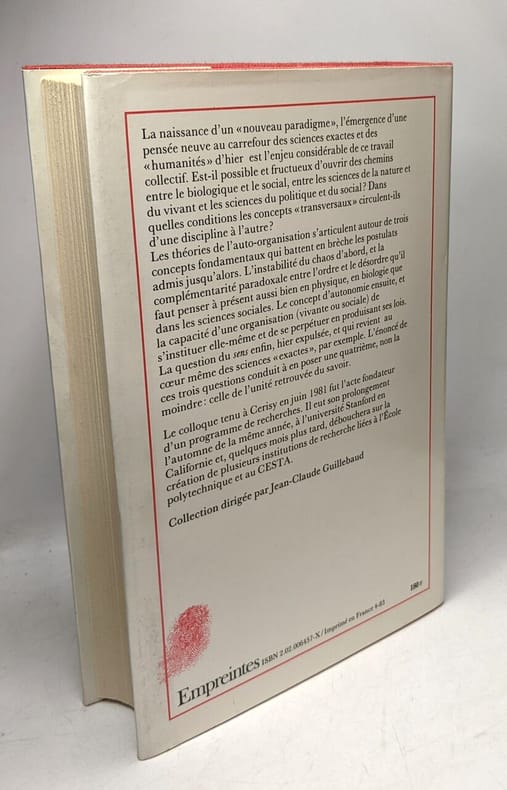 La naissance d'un «nouveau paradigme», l'émergence d'une
pensée neuve au carrefour des sciences exactes et des
«humanités» d'hier est l'enjeu considérable de ce travail
collectif. Est-il possible et fructueux d'ouvrir des chemins
entre le biologique et le social, entre les sciences de la nature et
du vivant et les sciences du politique et du social? Dans
quelles conditions les concepts «transversaux» circulent-ils
d'une discipline à l'autre?
Les théories de l'auto-organisation s'articulent autour de trois
concepts fondamentaux qui battent en brèche les postulats
admis jusqu'alors. L'instabilité du chaos d'abord, et la
complémentarité paradoxale entre l'ordre et le désordre qu'il
faut penser à présent aussi bien en physique, en biologie que
dans les sciences sociales. Le concept d'autonomie ensuite, et
la capacité d'une organisation (vivante ou sociale) de
s'instituer elle-même et de se perpétuer en produisant ses lois.
La question du sens enfin, hier expulsée, et qui revient au
cœur même des sciences «exactes», par exemple. L'énoncé de
ces trois questions conduit à en poser une quatrième, non la
moindre: celle de l'unité retrouvée du savoir.
Le colloque tenu à Cerisy en juin 1981 fut l'acte fondateur
d'un programme de recherches. Il eut son prolongement
l'automne de la même année, à l'université Stanford en
Californie et, quelques mois plus tard, débouchera sur la
création de plusieurs institutions de recherche liées à l'École
polytechnique et au CESTA.
Collection dirigée par Jean-Claude Guillebaud
180 F
Empreintes ISBN 2.02.006457-X / Imprimé en France 9-83